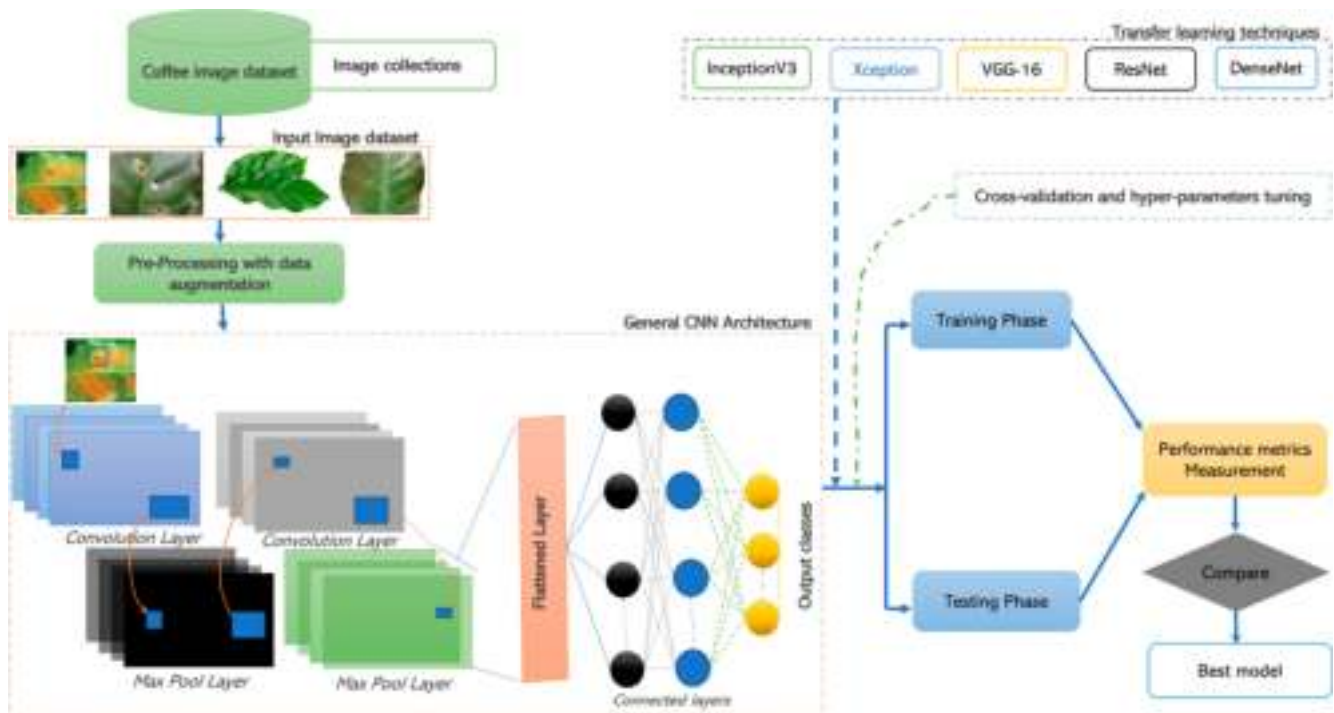 Coffee image dataset
Image collections
Input Image dataset
Pre-Processing with data
augmentation
General CNN Architecture
Convolution Layer
Convolution Layer
Max Pool Layer
Max Pool Layer
Flattened Layer
Connected layers
Output classes
Transfer learning techniques
InceptionV3
Xception
VGG-16
ResNet
DenseNet
Cross-validation and hyper-parameters tuning
Training Phase
Testing Phase
Performance metrics
Measurement
Compare
Best model